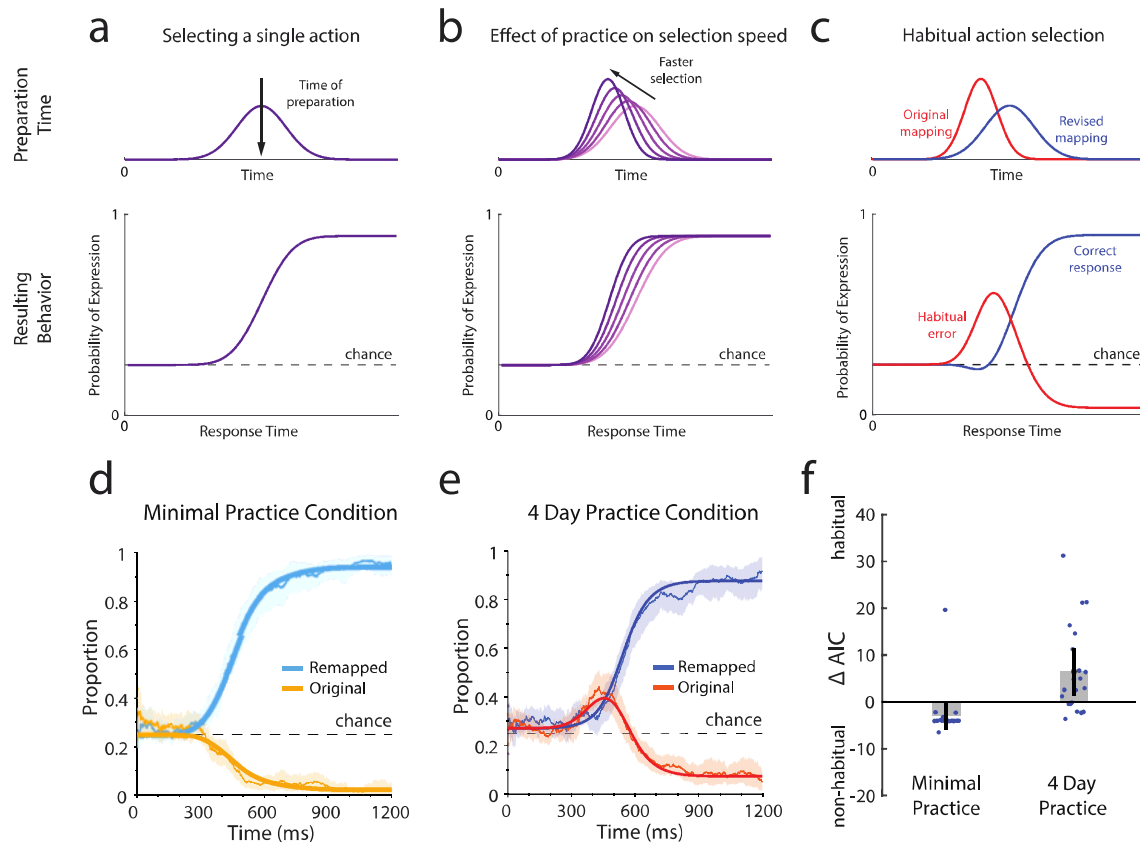 a
Selecting a single action
Preparation
Time
Time of
preparation
0
Time
b
Effect of practice on selection speed
Faster
selection
0
Time
c
Habitual action selection
Original
mapping
Revised
mapping
0
Time
Resulting
Behavior
Probability of Expression
1
0
chance
0
Response Time
Probability of Expression
1
0
chance
0
Response Time
Probability of Expression
1
0
Correct
response
Habitual
error
chance
0
Response Time
d
Minimal Practice Condition
Proportion
1
0.8
0.6
0.4
0.2
0
Remapped
Original
chance
0 300 600 900 1200
Time (ms)
e
4 Day Practice Condition
Proportion
1
0.8
0.6
0.4
0.2
0
Remapped
Original
chance
0 300 600 900 1200
Time (ms)
f
habitual
Δ AIC
non-habitual
40
30
20
10
0
-10
-20
Minimal
Practice
4 Day
Practice